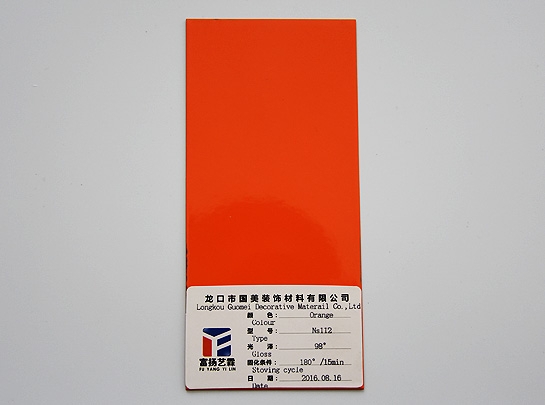 龙口市国美装饰材料有限公司
Longkou Guomei Decorative Materail Co.,Ltd
颜 色: Orange
Colour
型 号: Ns112
Type
光 泽: 98°
Gloss
固化条件: 180°/15min
Stoving cycle
日 期: 2016.08.16
Date
富扬艺霖
FU YANG YI LIN